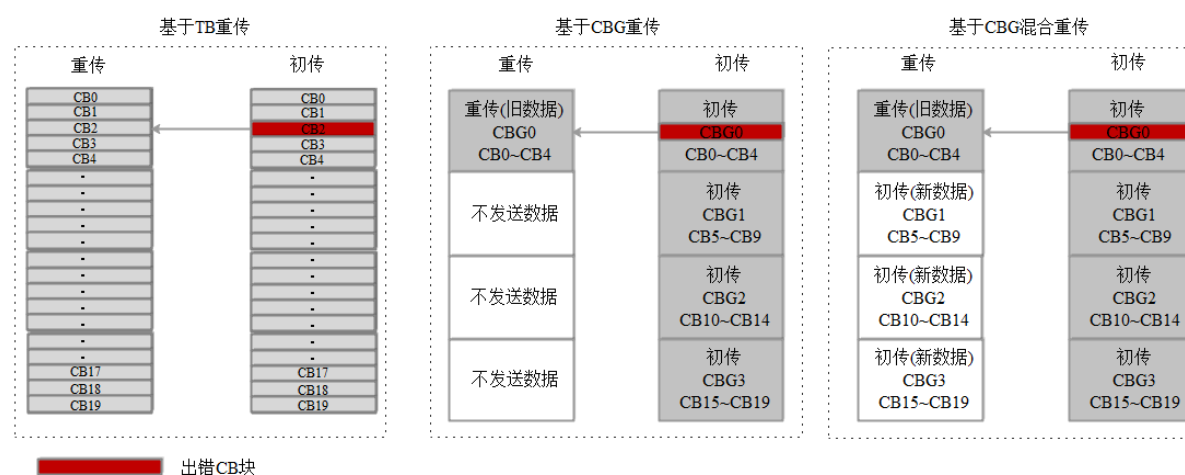 基于TB重传
重传
初传
CB0
CB1
CB2
CB3
CB4
CB17
CB18
CB19
CB0
CB1
CB2
CB3
CB4
CB17
CB18
CB19
基于CBG重传
重传
初传
重传(旧数据)
CBG0
CB0~CB4
不发送数据
不发送数据
不发送数据
初传
CBG0
CB0~CB4
初传
CBG1
CB5~CB9
初传
CBG2
CB10~CB14
初传
CBG3
CB15~CB19
基于CBG混合重传
重传
初传
重传(旧数据)
CBG0
CB0~CB4
初传(新数据)
CBG1
CB5~CB9
初传(新数据)
CBG2
CB10~CB14
初传(新数据)
CBG3
CB15~CB19
初传
CBG0
CB0~CB4
初传
CBG1
CB5~CB9
初传
CBG2
CB10~CB14
初传
CBG3
CB15~CB19
出错CB块